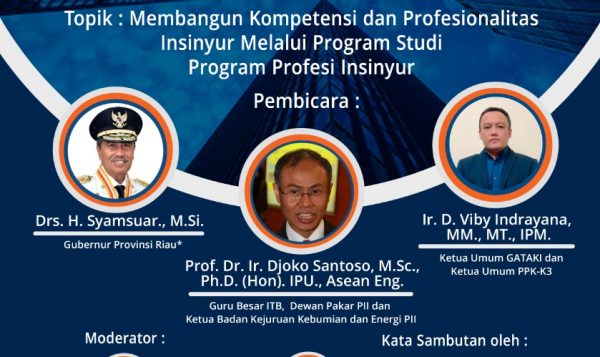 Topik : Membangun Kompetensi dan Profesionalitas
Insinyur Melalui Program Studi
Program Profesi Insinyur
Pembicara :
Drs. H. Syamsuar., M.Si.
Gubernur Provinsi Riau*
Prof. Dr. Ir. Djoko Santoso, M.Sc.,
Ph.D. (Hon). IPU., Asean Eng.
Guru Besar ITB, Dewan Pakar PII dan
Ketua Badan Kejuruan Kebumian dan Energi PII
Ir. D. Viby Indrayana,
MM., MT., IPM.
Ketua Umum GATAKI dan
Ketua Umum PPK-K3
Moderator :
Kata Sambutan oleh :